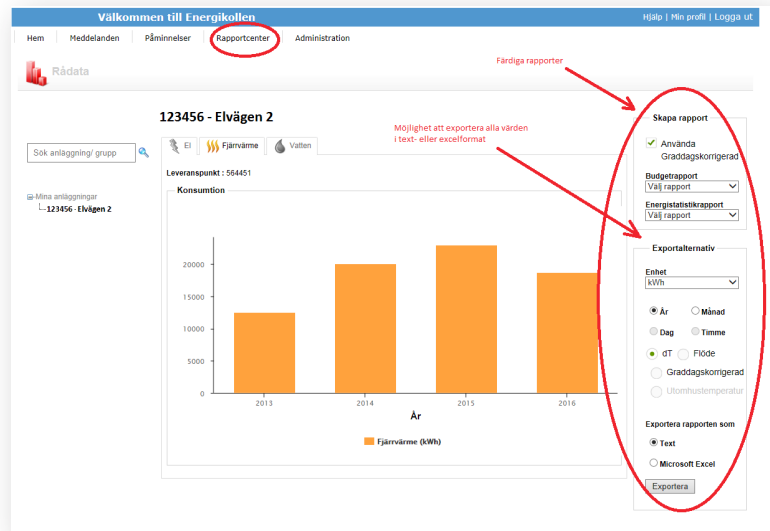 Välkommen till Energikollen
Hjälp | Min profil | Logga ut
Hem Meddelanden Påminnelser Rapportcenter Administration
Rådata
Färdiga rapporter
123456 - Elvägen 2
Möjlighet att exportera alla värden
i text- eller excelformat
Sök anläggning/ grupp
El Fjärrvärme Vatten
Leveranspunkt : 564451
Mina anläggningar
123456 - Elvägen 2
Konsumtion
20000
15000
10000
5000
0
2013 2014 2015 2016
År
Fjärrvärme (kWh)
Skapa rapport
Använda
Graddagskorrigerad
Budgetrapport
Välj rapport
Energistatistikrapport
Välj rapport
Exportalternativ
Enhet
kWh
År Månad
Dag Timme
dT Flöde
Graddagskorrigerad
Utomhustemperatur
Exportera rapporten som
Text
Microsoft Excel
Exportera